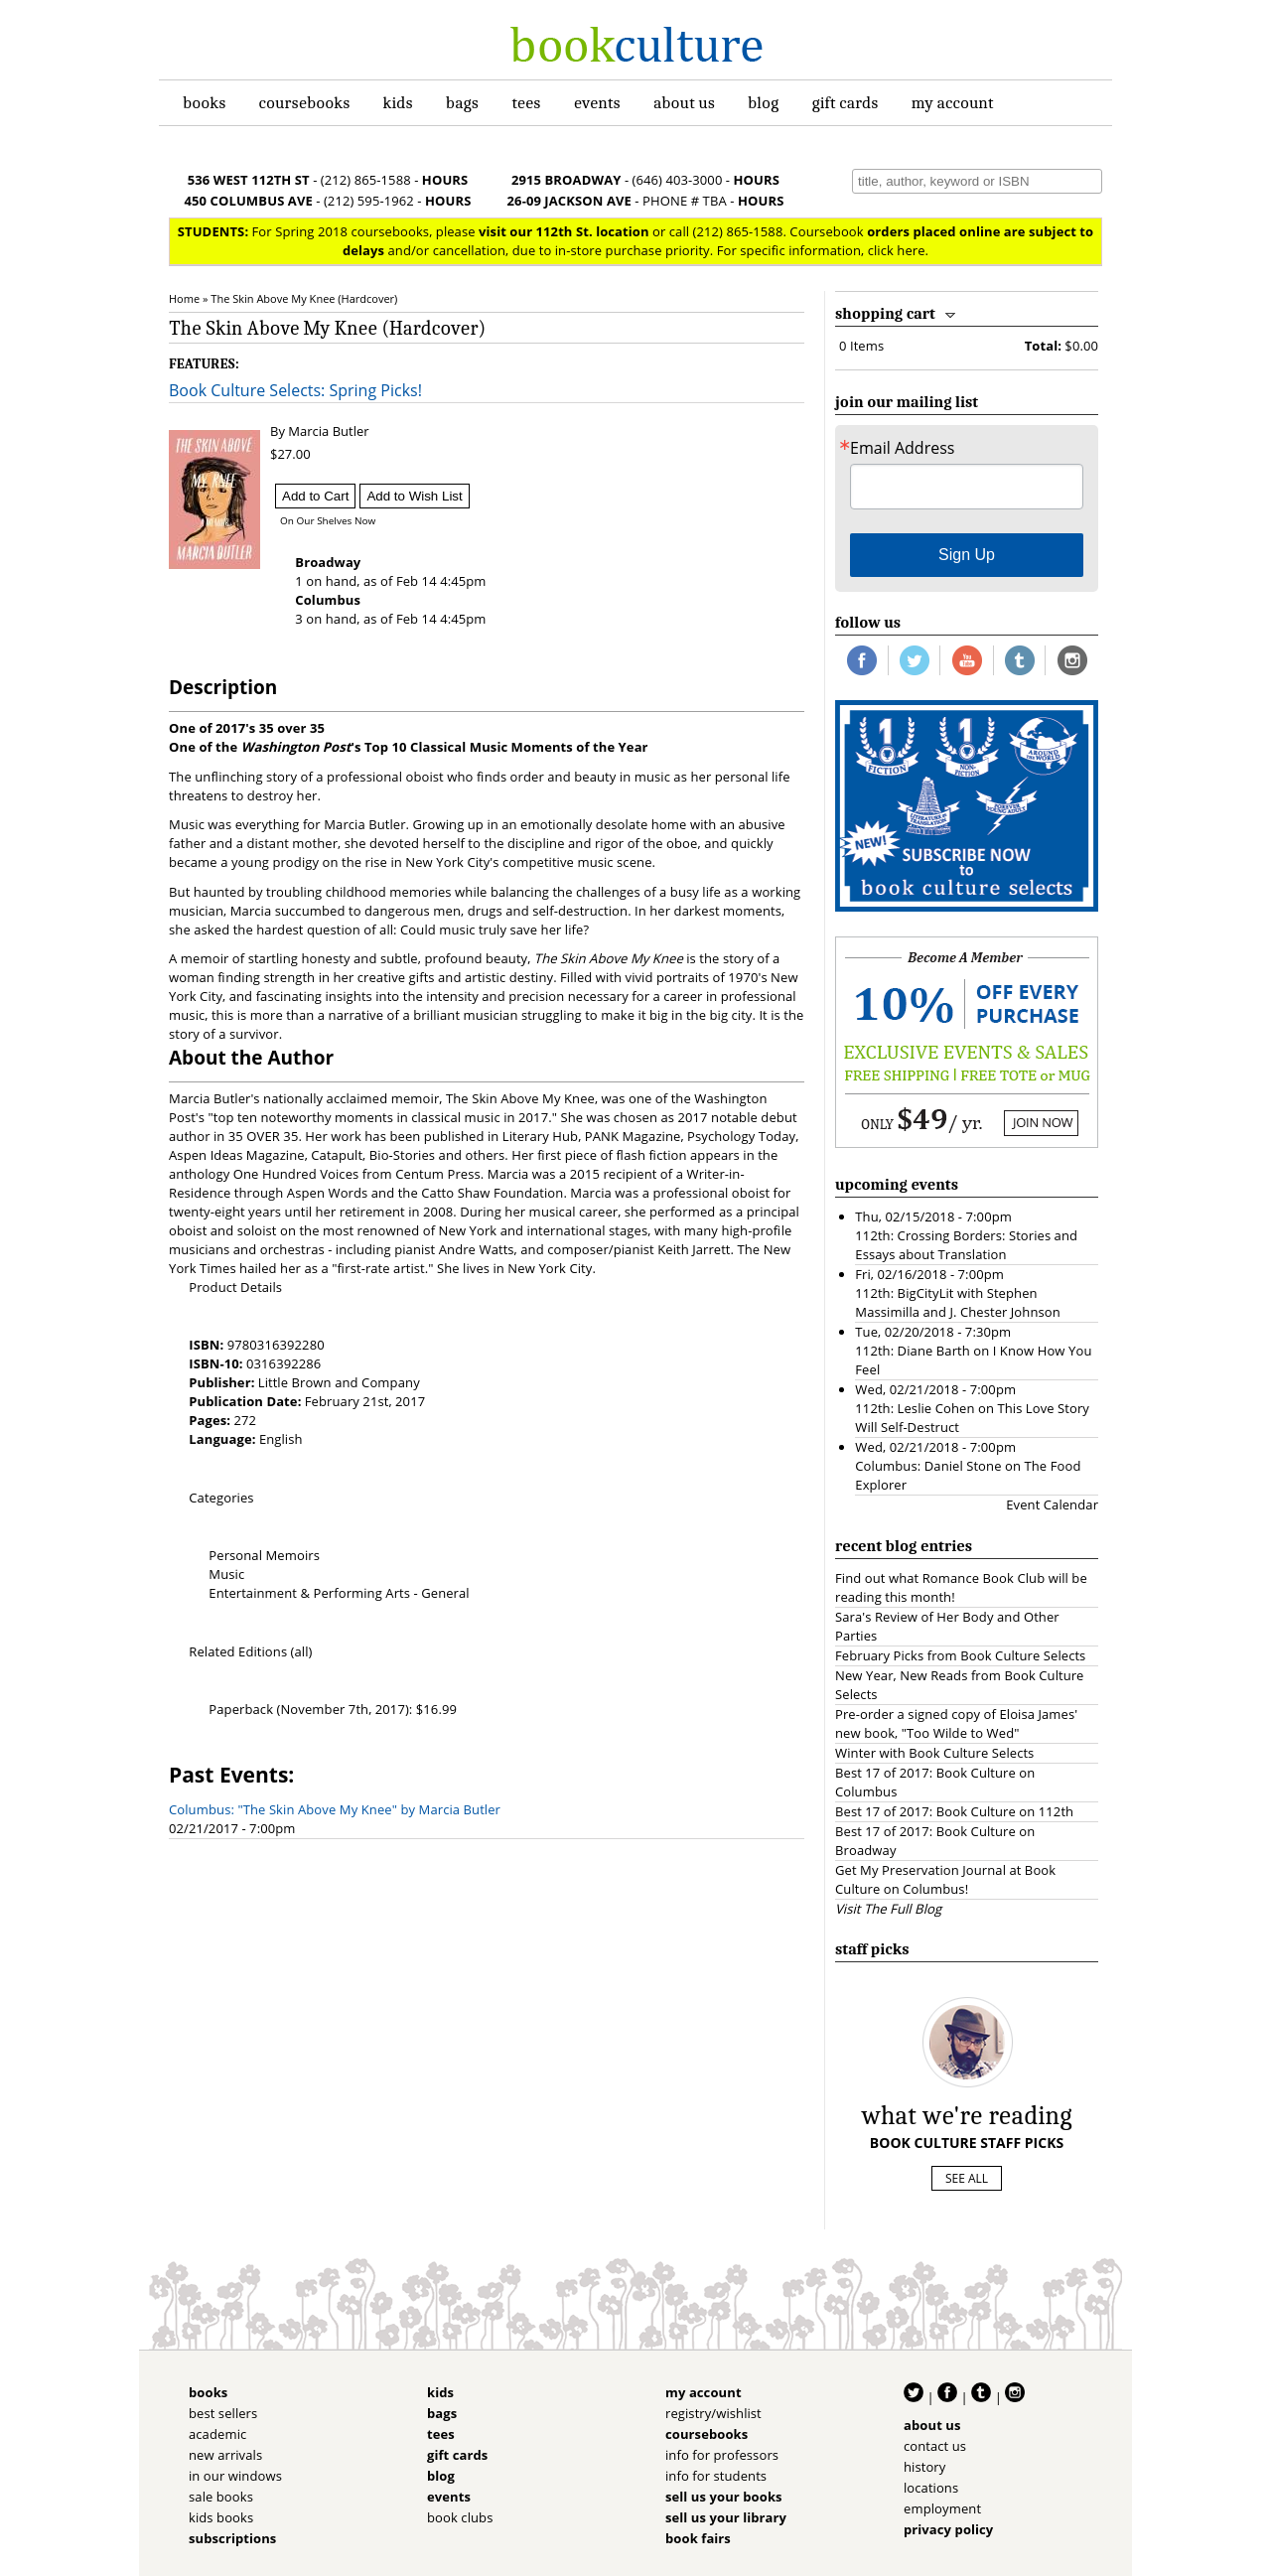 bookculture
books coursebooks kids bags tees events about us blog gift cards my account
536 WEST 112TH ST - (212) 865-1588 - HOURS
450 COLUMBUS AVE - (212) 595-1962 - HOURS
2915 BROADWAY - (646) 403-3000 - HOURS
26-09 JACKSON AVE - PHONE # TBA - HOURS
title, author, keyword or ISBN
STUDENTS: For Spring 2018 coursebooks, please visit our 112th St. location or call (212) 865-1588. Coursebook orders placed online are subject to
delays and/or cancellation, due to in-store purchase priority. For specific information, click here.
Home » The Skin Above My Knee (Hardcover)
The Skin Above My Knee (Hardcover)
FEATURES:
Book Culture Selects: Spring Picks!
THE SKIN ABOVE
MY KNEE
MARCIA BUTLER
By Marcia Butler
$27.00
Add to Cart Add to Wish List
On Our Shelves Now
Broadway
1 on hand, as of Feb 14 4:45pm
Columbus
3 on hand, as of Feb 14 4:45pm
Description
One of 2017's 35 over 35
One of the Washington Post's Top 10 Classical Music Moments of the Year
The unflinching story of a professional oboist who finds order and beauty in music as her personal life
threatens to destroy her.
Music was everything for Marcia Butler. Growing up in an emotionally desolate home with an abusive
father and a distant mother, she devoted herself to the discipline and rigor of the oboe, and quickly
became a young prodigy on the rise in New York City's competitive music scene.
But haunted by troubling childhood memories while balancing the challenges of a busy life as a working
musician, Marcia succumbed to dangerous men, drugs and self-destruction. In her darkest moments,
she asked the hardest question of all: Could music truly save her life?
A memoir of startling honesty and subtle, profound beauty, The Skin Above My Knee is the story of a
woman finding strength in her creative gifts and artistic destiny. Filled with vivid portraits of 1970's New
York City, and fascinating insights into the intensity and precision necessary for a career in professional
music, this is more than a narrative of a brilliant musician struggling to make it big in the big city. It is the
story of a survivor.
About the Author
Marcia Butler's nationally acclaimed memoir, The Skin Above My Knee, was one of the Washington
Post's "top ten noteworthy moments in classical music in 2017." She was chosen as 2017 notable debut
author in 35 OVER 35. Her work has been published in Literary Hub, PANK Magazine, Psychology Today,
Aspen Ideas Magazine, Catapult, Bio-Stories and others. Her first piece of flash fiction appears in the
anthology One Hundred Voices from Centum Press. Marcia was a 2015 recipient of a Writer-in-
Residence through Aspen Words and the Catto Shaw Foundation. Marcia was a professional oboist for
twenty-eight years until her retirement in 2008. During her musical career, she performed as a principal
oboist and soloist on the most renowned of New York and international stages, with many high-profile
musicians and orchestras - including pianist Andre Watts, and composer/pianist Keith Jarrett. The New
York Times hailed her as a "first-rate artist." She lives in New York City.
Product Details
ISBN: 9780316392280
ISBN-10: 0316392286
Publisher: Little Brown and Company
Publication Date: February 21st, 2017
Pages: 272
Language: English
Categories
Personal Memoirs
Music
Entertainment & Performing Arts - General
Related Editions (all)
Paperback (November 7th, 2017): $16.99
Past Events:
Columbus: "The Skin Above My Knee" by Marcia Butler
02/21/2017 - 7:00pm
shopping cart
0 Items Total: $0.00
join our mailing list
*Email Address
Sign Up
follow us
1 FICTION
1 NON-FICTION
AROUND THE WORLD
LITERATURE IN TRANSLATION
FOREVER YOUNG ADULT
NEW!
SUBSCRIBE NOW
to
book culture selects
Become A Member
10% OFF EVERY
PURCHASE
EXCLUSIVE EVENTS & SALES
FREE SHIPPING | FREE TOTE or MUG
ONLY $49/ yr. JOIN NOW
upcoming events
Thu, 02/15/2018 - 7:00pm
112th: Crossing Borders: Stories and
Essays about Translation
Fri, 02/16/2018 - 7:00pm
112th: BigCityLit with Stephen
Massimilla and J. Chester Johnson
Tue, 02/20/2018 - 7:30pm
112th: Diane Barth on I Know How You
Feel
Wed, 02/21/2018 - 7:00pm
112th: Leslie Cohen on This Love Story
Will Self-Destruct
Wed, 02/21/2018 - 7:00pm
Columbus: Daniel Stone on The Food
Explorer
Event Calendar
recent blog entries
Find out what Romance Book Club will be
reading this month!
Sara's Review of Her Body and Other
Parties
February Picks from Book Culture Selects
New Year, New Reads from Book Culture
Selects
Pre-order a signed copy of Eloisa James'
new book, "Too Wilde to Wed"
Winter with Book Culture Selects
Best 17 of 2017: Book Culture on
Columbus
Best 17 of 2017: Book Culture on 112th
Best 17 of 2017: Book Culture on
Broadway
Get My Preservation Journal at Book
Culture on Columbus!
Visit The Full Blog
staff picks
what we're reading
BOOK CULTURE STAFF PICKS
SEE ALL
books
best sellers
academic
new arrivals
in our windows
sale books
kids books
subscriptions
kids
bags
tees
gift cards
blog
events
book clubs
my account
registry/wishlist
coursebooks
info for professors
info for students
sell us your books
sell us your library
book fairs
| | |
about us
contact us
history
locations
employment
privacy policy